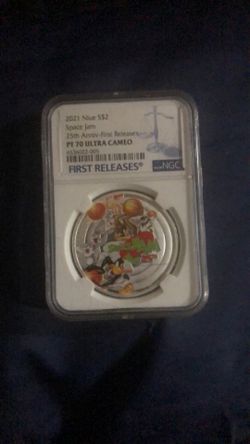 2021 Niue S$2
Space Jam
25th Anniv-First Releases
PF 70 ULTRA CAMEO
NGC
FIRST RELEASES®